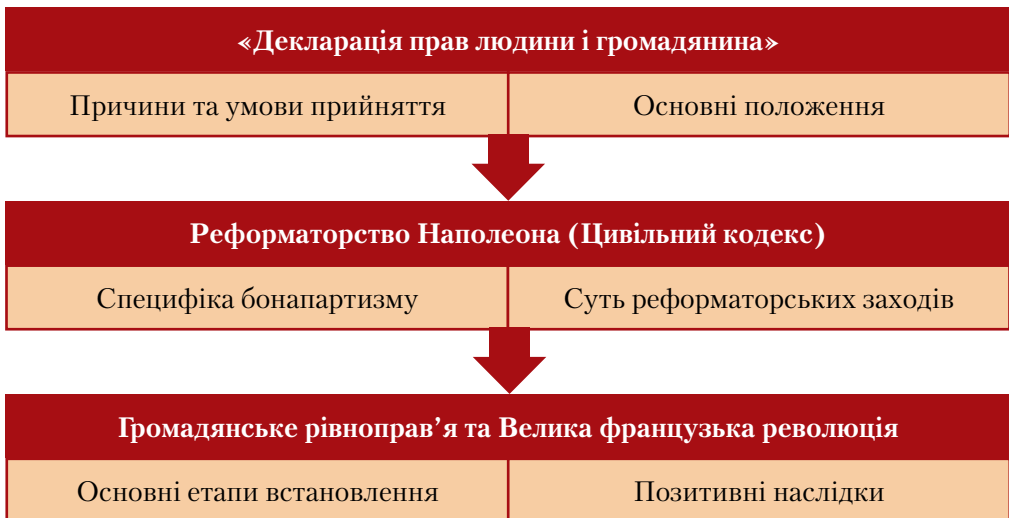 «Декларація прав людини і громадянина»
Причини та умови прийняття
Основні положення
Реформаторство Наполеона (Цивільний кодекс)
Специфіка бонапартизму
Суть реформаторських заходів
Громадянське рівноправ’я та Велика французька революція
Основні етапи встановлення
Позитивні наслідки